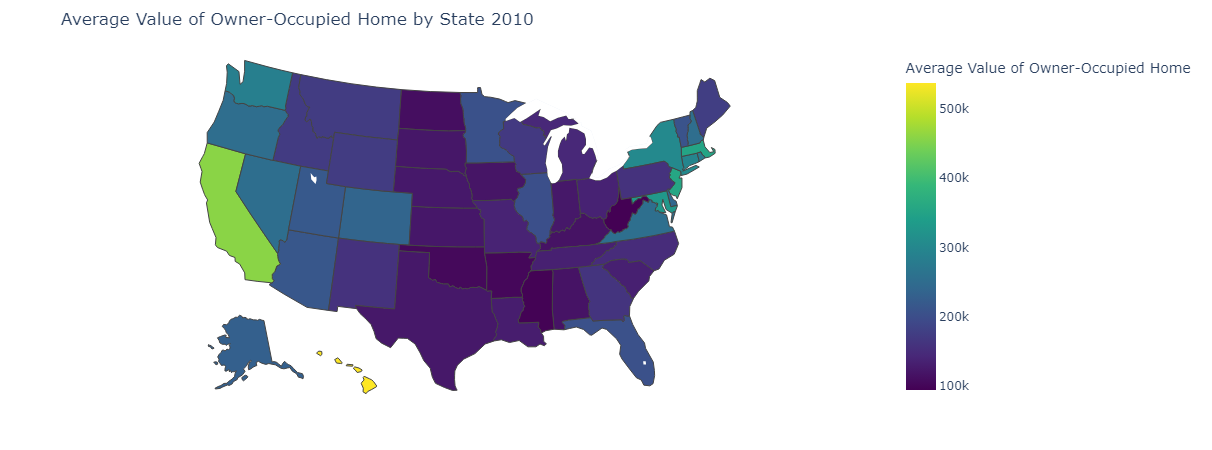 Average Value of Owner-Occupied Home by State 2010
Average Value of Owner-Occupied Home
500k
400k
300k
200k
100k